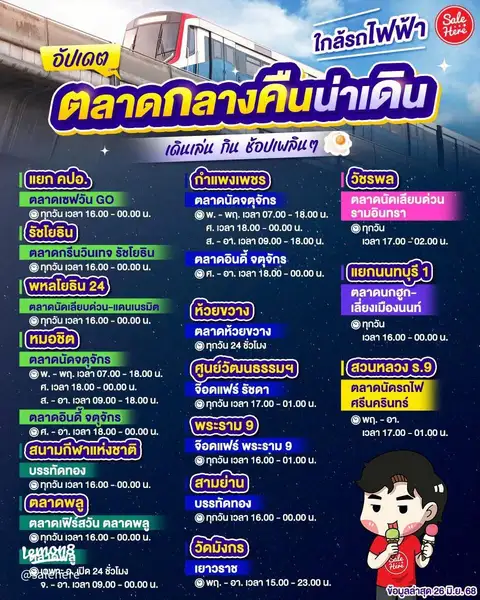 ใกล้รถไฟฟ้า
Sale Here
อัปเดต
ตลาดกลางคืนน่าเดิน
เดินเล่น กิน ช้อปเพลินๆ
แยก คปอ.
ตลาดเซฟวัน GO
ทุกวัน เวลา 16.00 - 00.00 น.
รัชโยธิน
ตลาดกรีนวินเทจ รัชโยธิน
ทุกวัน เวลา 16.00 - 00.00 น.
พหลโยธิน 24
ตลาดนัดเลียบด่วน-แดนเนรมิต
ทุกวัน เวลา 16.00 - 00.00 น.
หมอชิต
ตลาดนัดจตุจักร
พ. - พฤ. เวลา 07.00 - 18.00 น.
ศ. เวลา 18.00 - 00.00 น.
ส. - อา. เวลา 09.00 - 18.00 น.
ตลาดอินดี้ จตุจักร
ทุกวัน เวลา 16.00 - 00.00 น.
สนามกีฬาแห่งชาติ
บรรทัดทอง
ทุกวัน เวลา 16.00 - 00.00 น.
ตลาดพลู
ตลาดเฟิร์สวัน ตลาดพลู
ทุกวัน เวลา 16.00 - 00.00 น.
ตลาดพลู
เปิด 24 ชั่วโมง
จ. - อา. เวลา 09.00 - 00.00 น.
lemon8
@salehere
กำแพงเพชร
ตลาดนัดจตุจักร
พ. - พฤ. เวลา 07.00 - 18.00 น.
ศ. เวลา 18.00 - 00.00 น.
ส. - อา. เวลา 09.00 - 18.00 น.
ตลาดอินดี้ จตุจักร
ศ. - อา. เวลา 18.00 - 00.00 น.
ห้วยขวาง
ตลาดห้วยขวาง
ทุกวัน 24 ชั่วโมง
ศูนย์วัฒนธรรมฯ
จ๊อดแฟร์ รัชดา
ทุกวัน เวลา 17.00 - 01.00 น.
พระราม 9
จ๊อดแฟร์ พระราม 9
ทุกวัน เวลา 16.00 - 01.00 น.
สามย่าน
บรรทัดทอง
ทุกวัน เวลา 16.00 - 00.00 น.
วัดมังกร
เยาวราช
พฤ. - อา. เวลา 15.00 - 23.00 น.
วัชรพล
ตลาดนัดเลียบด่วน
รามอินทรา
ทุกวัน
เวลา 17.00 - 02.00 น.
แยกนนทบุรี 1
ตลาดนกฮูก-
เลี่ยงเมืองนนท์
ทุกวัน
เวลา 16.00 - 00.00 น.
สวนหลวง ร.9
ตลาดนัดรถไฟ
ศรีนครินทร์
พฤ. - อา.
เวลา 17.00 - 01.00 น.
Sale Here
ข้อมูลล่าสุด 26 มิ.ย. 68